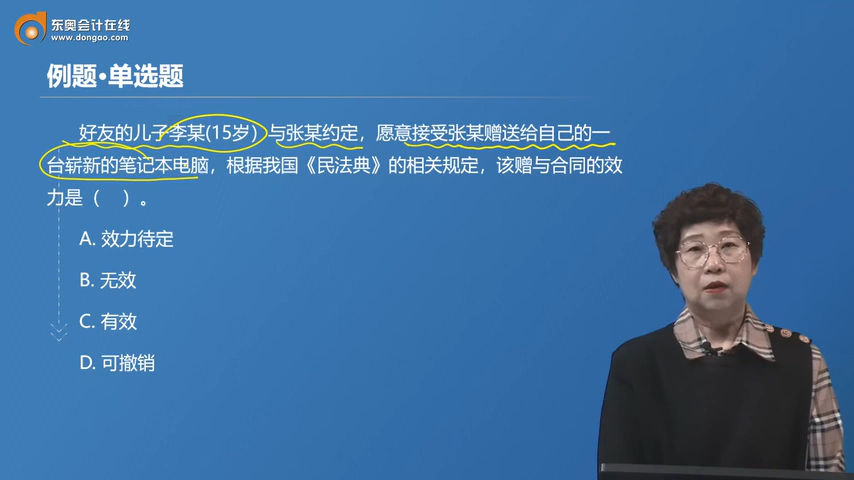 东奥会计在线
www.dongao.com
例题•单选题
好友的儿子李某(15岁）与张某约定，愿意接受张某赠送给自己的一
台崭新的笔记本电脑，根据我国《民法典》的相关规定，该赠与合同的效
力是（ ）。
A. 效力待定
B. 无效
C. 有效
D. 可撤销